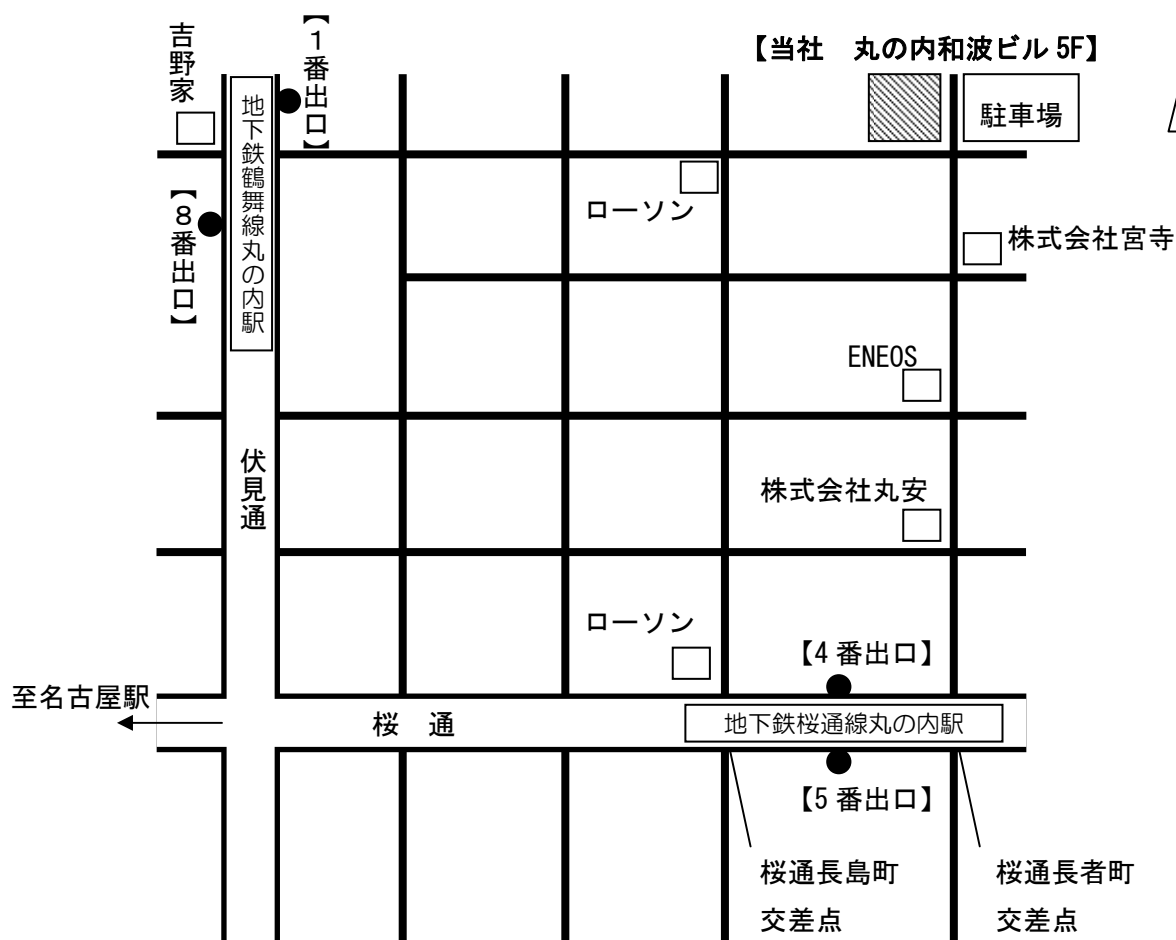 【当社　丸の内和波ビル 5F】
吉野家
【1番出口】
地下鉄鶴舞線丸の内駅
駐車場
ローソン
【8番出口】
株式会社宮寺
ENEOS
伏見通
株式会社丸安
ローソン
【4 番出口】
至名古屋駅
桜　通
地下鉄桜通線丸の内駅
【5 番出口】
桜通長島町
交差点
桜通長者町
交差点